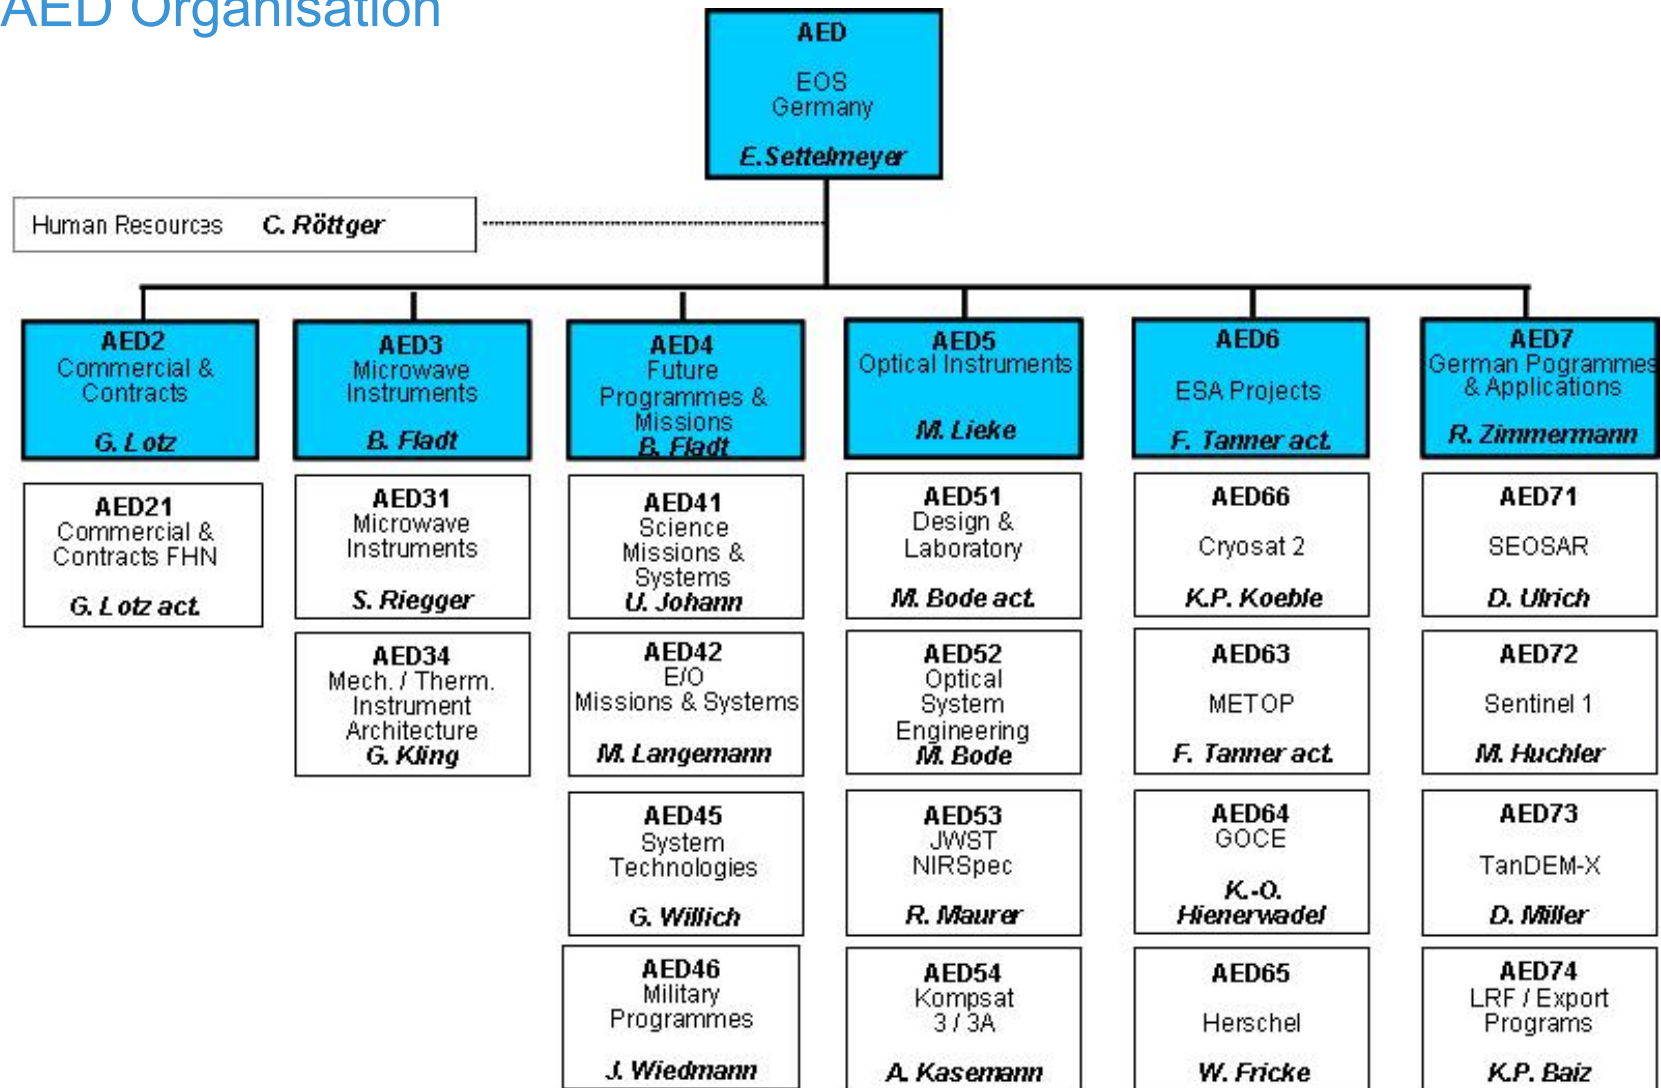 AED Organisation
AED
EOS
Germany
E.Settelmeyer
Human Resources C. Röttger
AED2
Commercial &
Contracts
G. Lotz
AED3
Microwave
Instruments
B. Fladt
AED4
Future
Programmes &
Missions
B. Fladt
AED5
Optical Instruments
M. Lieke
AED6
ESA Projects
F. Tanner act.
AED7
German Pogrammes
& Applications
R. Zimmermann
AED21
Commercial &
Contracts FHN
G. Lotz act.
AED31
Microwave
Instruments
S. Riegger
AED34
Mech. / Therm.
Instrument
Architecture
G. Kling
AED41
Science
Missions &
Systems
U. Johann
AED42
E/O
Missions & Systems
M. Langemann
AED45
System
Technologies
G. Willich
AED46
Military
Programmes
J. Wiedmann
AED51
Design &
Laboratory
M. Bode act.
AED52
Optical
System
Engineering
M. Bode
AED53
JWST
NIRSpec
R. Maurer
AED54
Kompsat
3 / 3A
A. Kasemann
AED66
Cryosat 2
K.P. Koeble
AED63
METOP
F. Tanner act.
AED64
GOCE
K.-O.
Hienerwadel
AED65
Herschel
W. Fricke
AED71
SEOSAR
D. Ulrich
AED72
Sentinel 1
M. Huchler
AED73
TanDEM-X
D. Miller
AED74
LRF / Export
Programs
K.P. Baiz